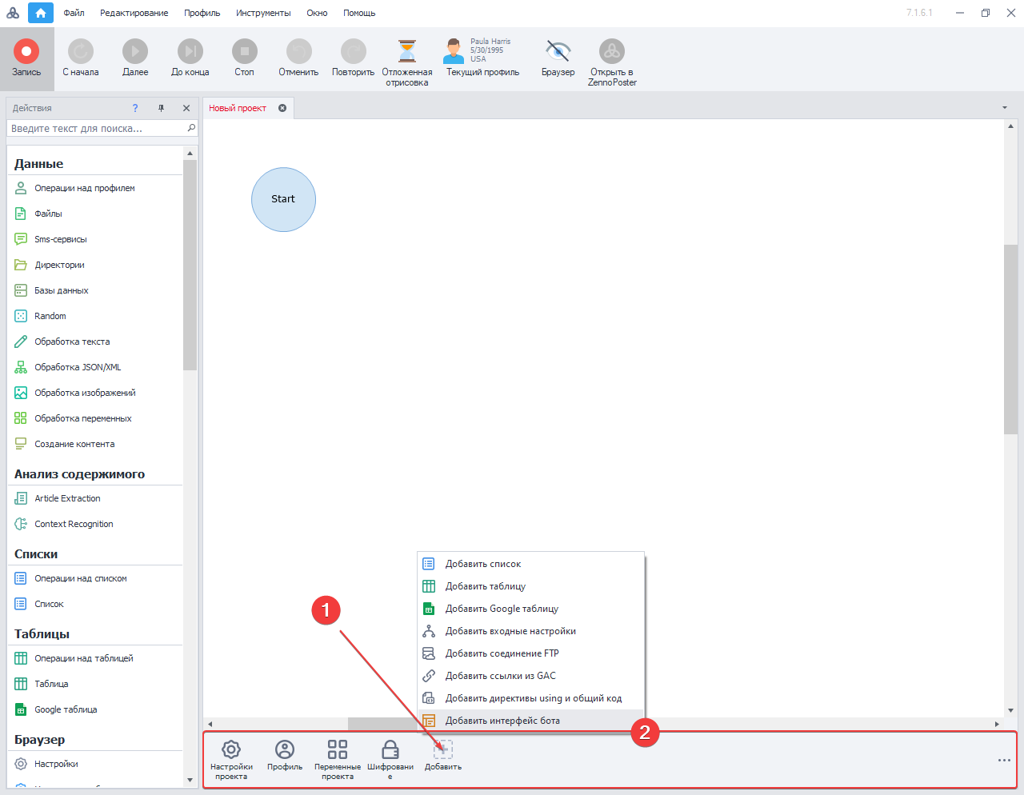 Файл Редактирование Профиль Инструменты Окно Помощь 7.1.6.1
Запись
С начала
Далее
До конца
Стоп
Отменить
Повторить
Отложенная
отрисовка
Paula Harris
5/30/1995
USA
Текущий профиль
Браузер
Открыть в
ZennoPoster
Действия ?
Введите текст для поиска...
Данные
Операции над профилем
Файлы
Sms-сервисы
Директории
Базы данных
Random
Обработка текста
Обработка JSON/XML
Обработка изображений
Обработка переменных
Создание контента
Анализ содержимого
Article Extraction
Context Recognition
Списки
Операции над списком
Список
Таблицы
Операции над таблицей
Таблица
Google таблица
Браузер
Настройки
Новый проект
Start
1
Добавить список
Добавить таблицу
Добавить Google таблицу
Добавить входные настройки
Добавить соединение FTP
Добавить ссылки из GAC
Добавить директивы using и общий код
Добавить интерфейс бота
2
Настройки
проекта
Профиль
Переменные
проекта
Шифровани
е
Добавить